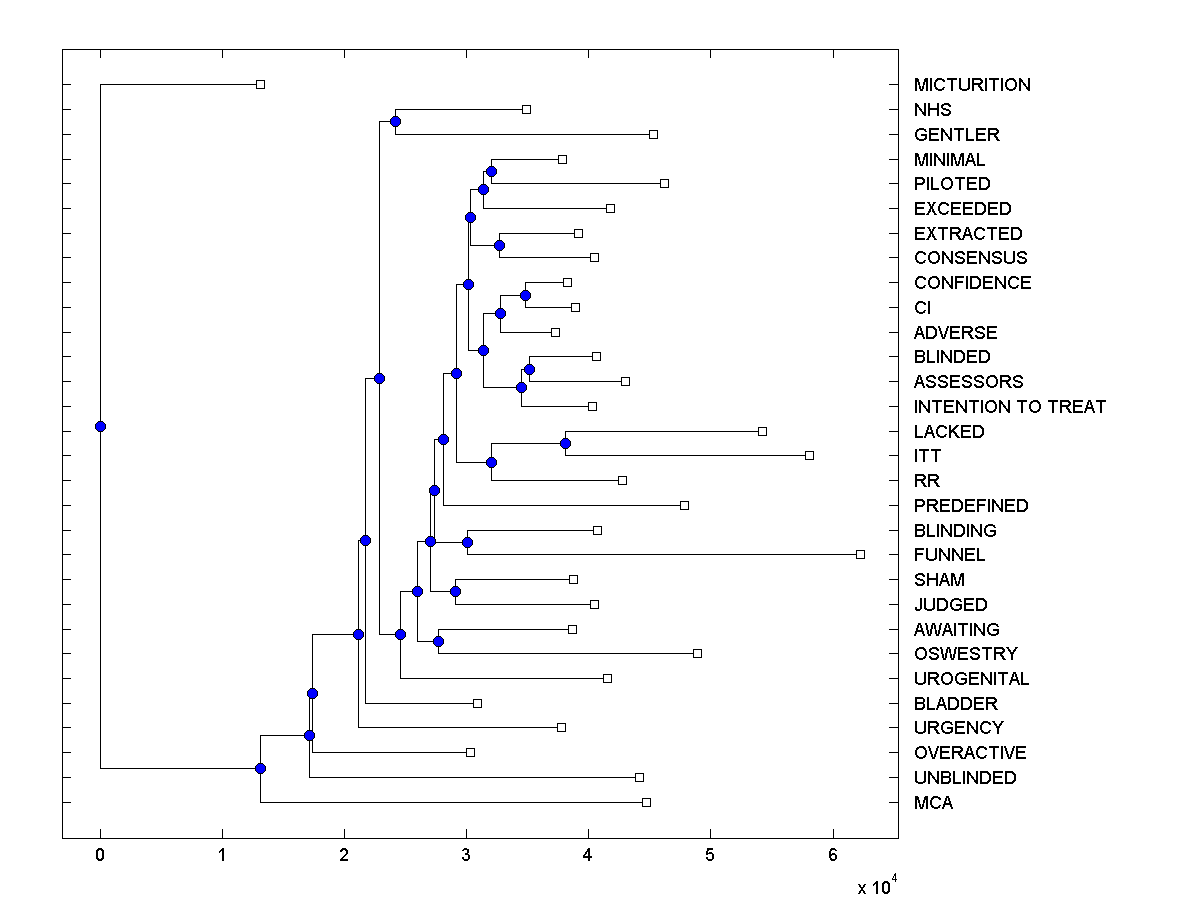 MICTURITION
NHS
GENTLER
MINIMAL
PILOTED
EXCEEDED
EXTRACTED
CONSENSUS
CONFIDENCE
CI
ADVERSE
BLINDED
ASSESSORS
INTENTION TO TREAT
LACKED
ITT
RR
PREDEFINED
BLINDING
FUNNEL
SHAM
JUDGED
AWAITING
OSWESTRY
UROGENITAL
BLADDER
URGENCY
OVERACTIVE
UNBLINDED
MCA
0 1 2 3 4 5 6
x 10^4